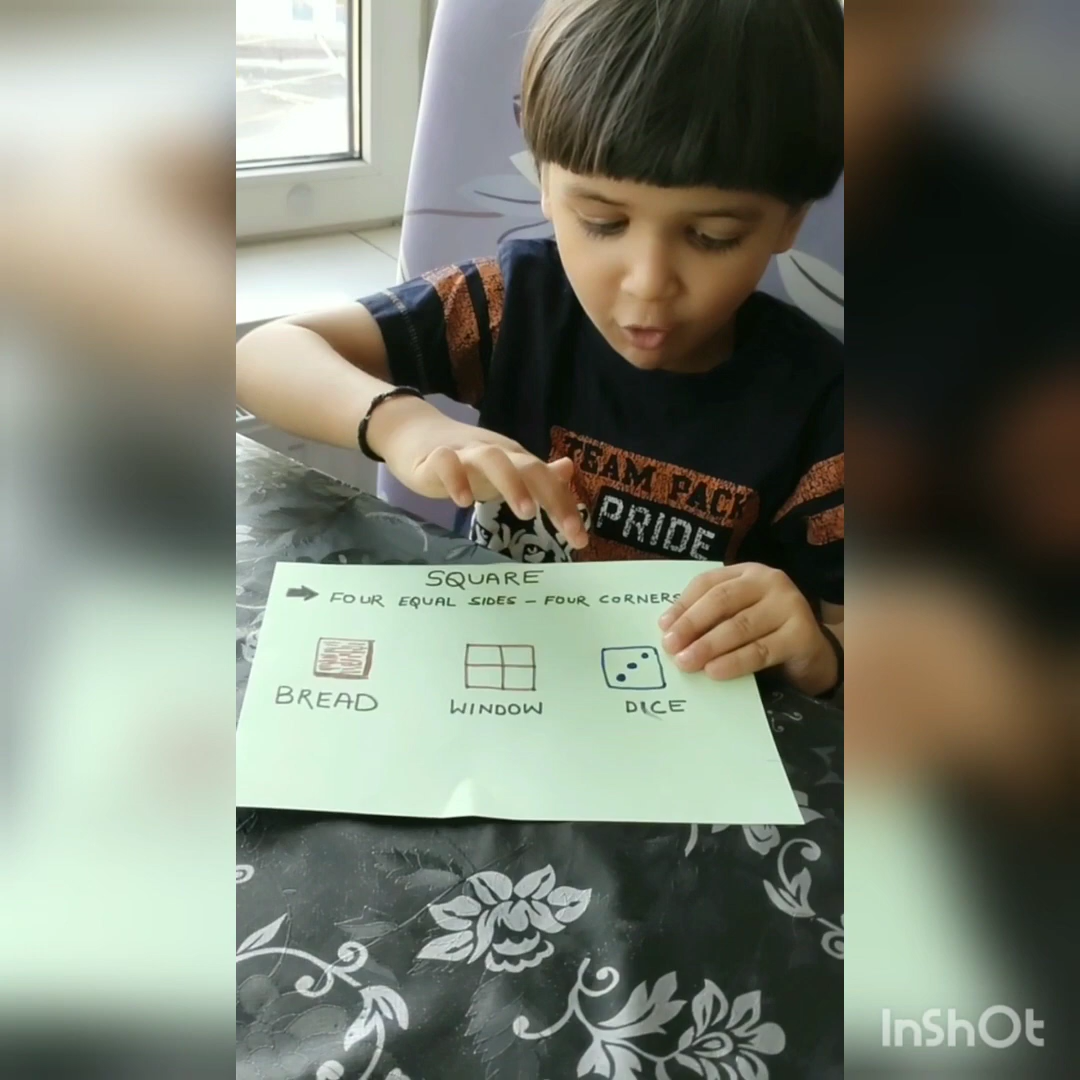 TEAM PACK
PRIDE
SQUARE
FOUR EQUAL SIDES - FOUR CORNERS
BREAD WINDOW DICE
InShOt